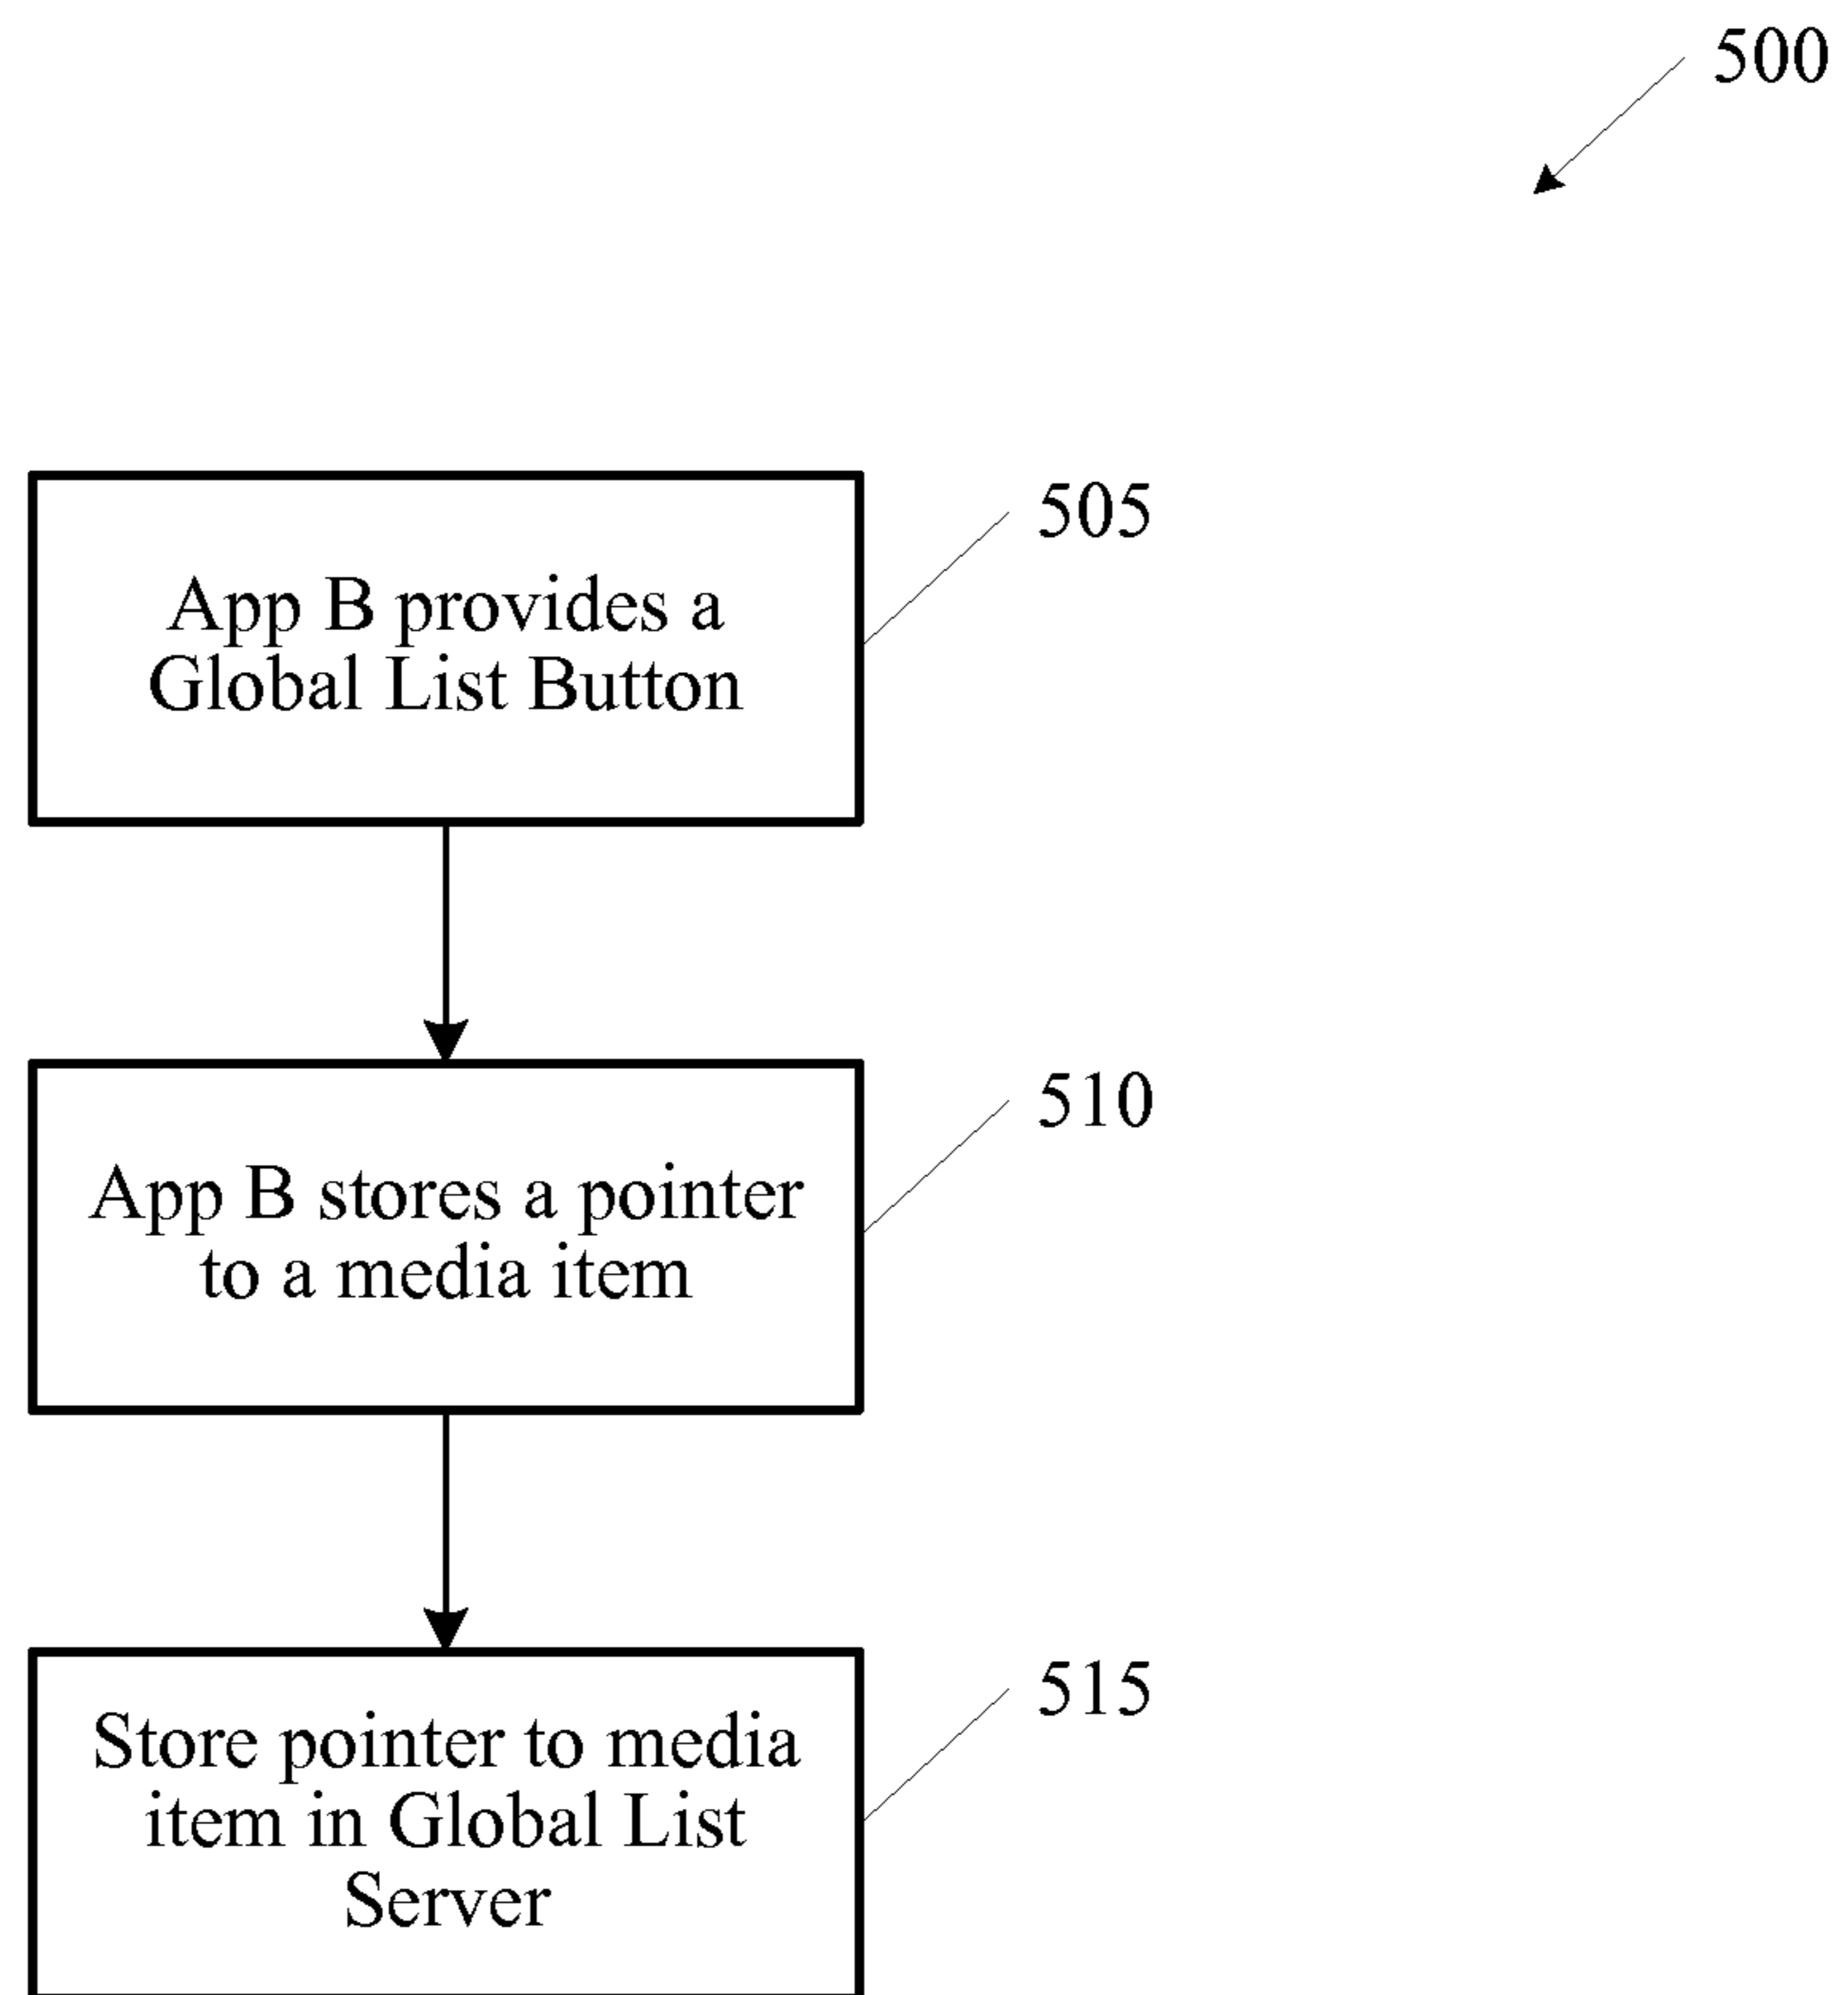 500
505
App B provides a
Global List Button
510
App B stores a pointer
to a media item
515
Store pointer to media
item in Global List
Server